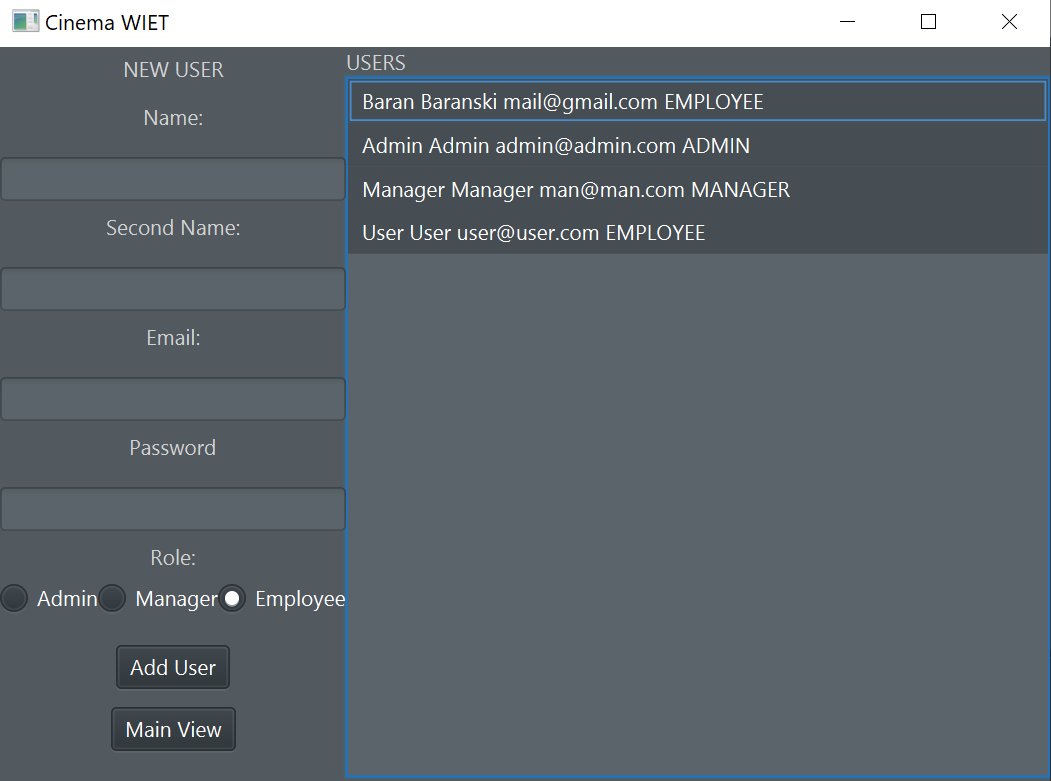 Cinema WIET
NEW USER
Name:
Second Name:
Email:
Password
Role:
Admin Manager Employee
Add User
Main View
USERS
Baran Baranski mail@gmail.com EMPLOYEE
Admin Admin admin@admin.com ADMIN
Manager Manager man@man.com MANAGER
User User user@user.com EMPLOYEE